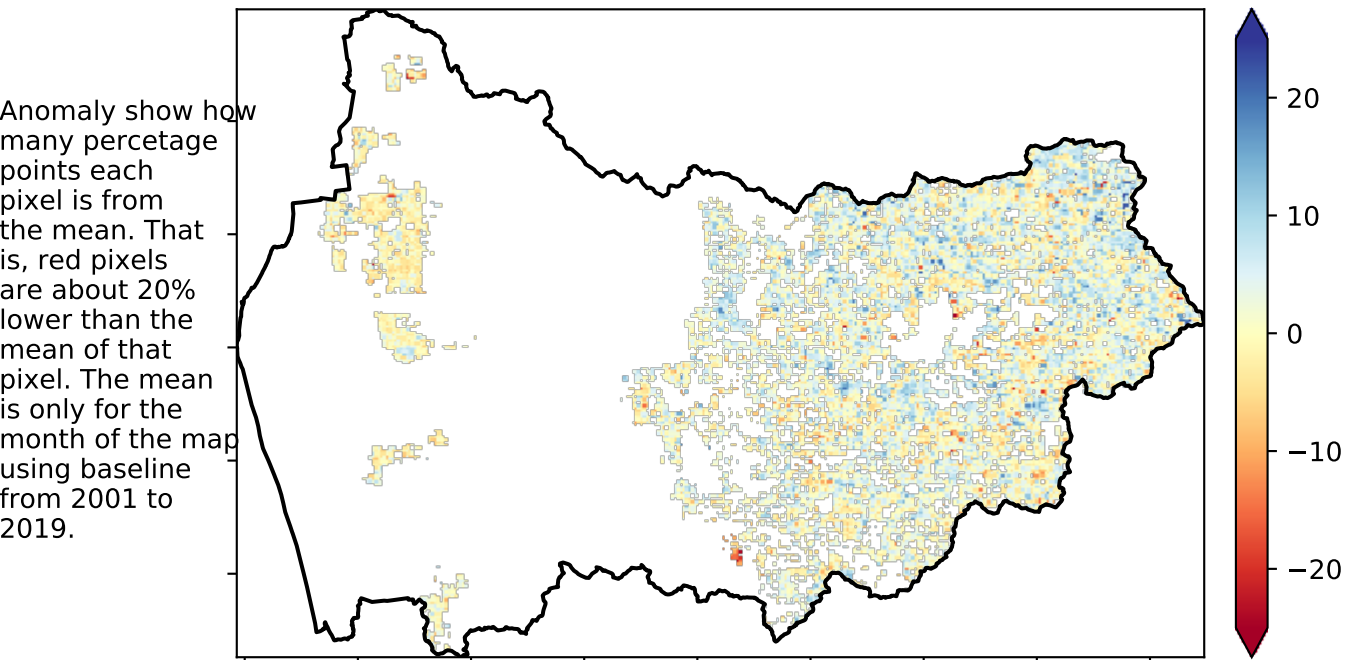 Anomaly show how
many percetage
points each
pixel is from
the mean. That
is, red pixels
are about 20%
lower than the
mean of that
pixel. The mean
is only for the
month of the map
using baseline
from 2001 to
2019.
20
10
0
−10
−20